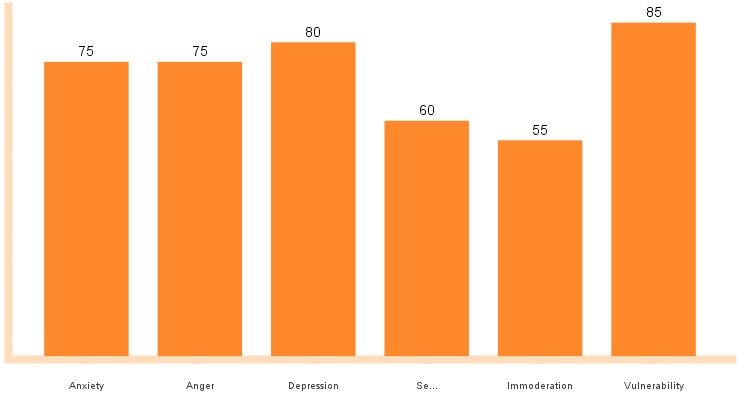 75
75
80
60
55
85
Anxiety
Anger
Depression
Se...
Immoderation
Vulnerability